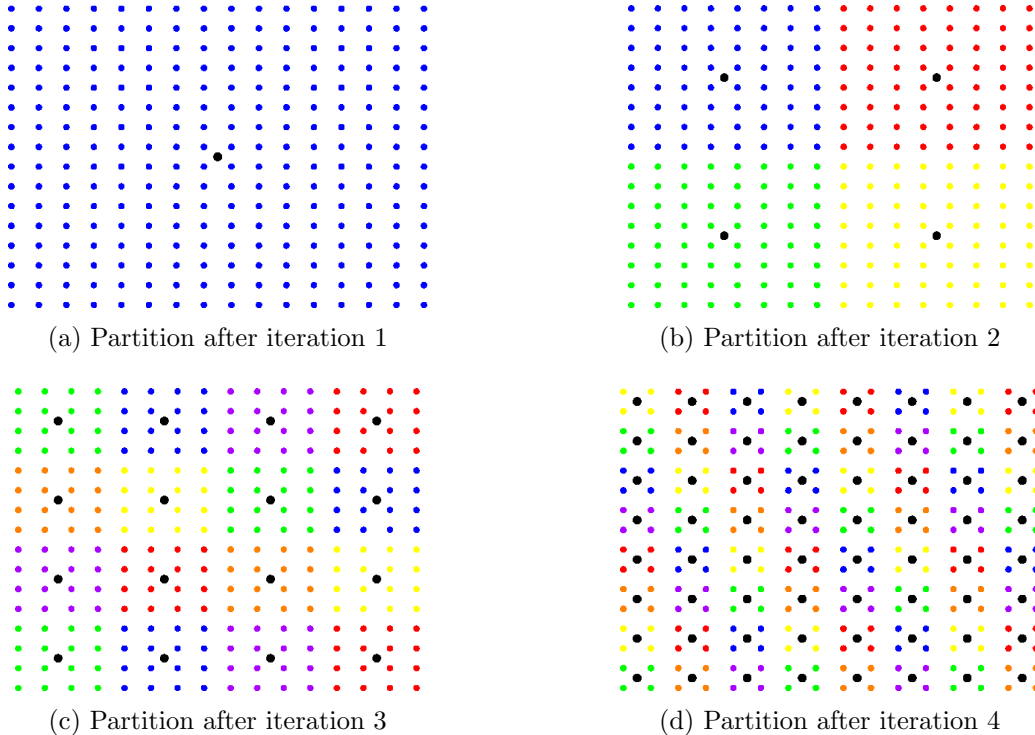 (a) Partition after iteration 1
(b) Partition after iteration 2
(c) Partition after iteration 3
(d) Partition after iteration 4